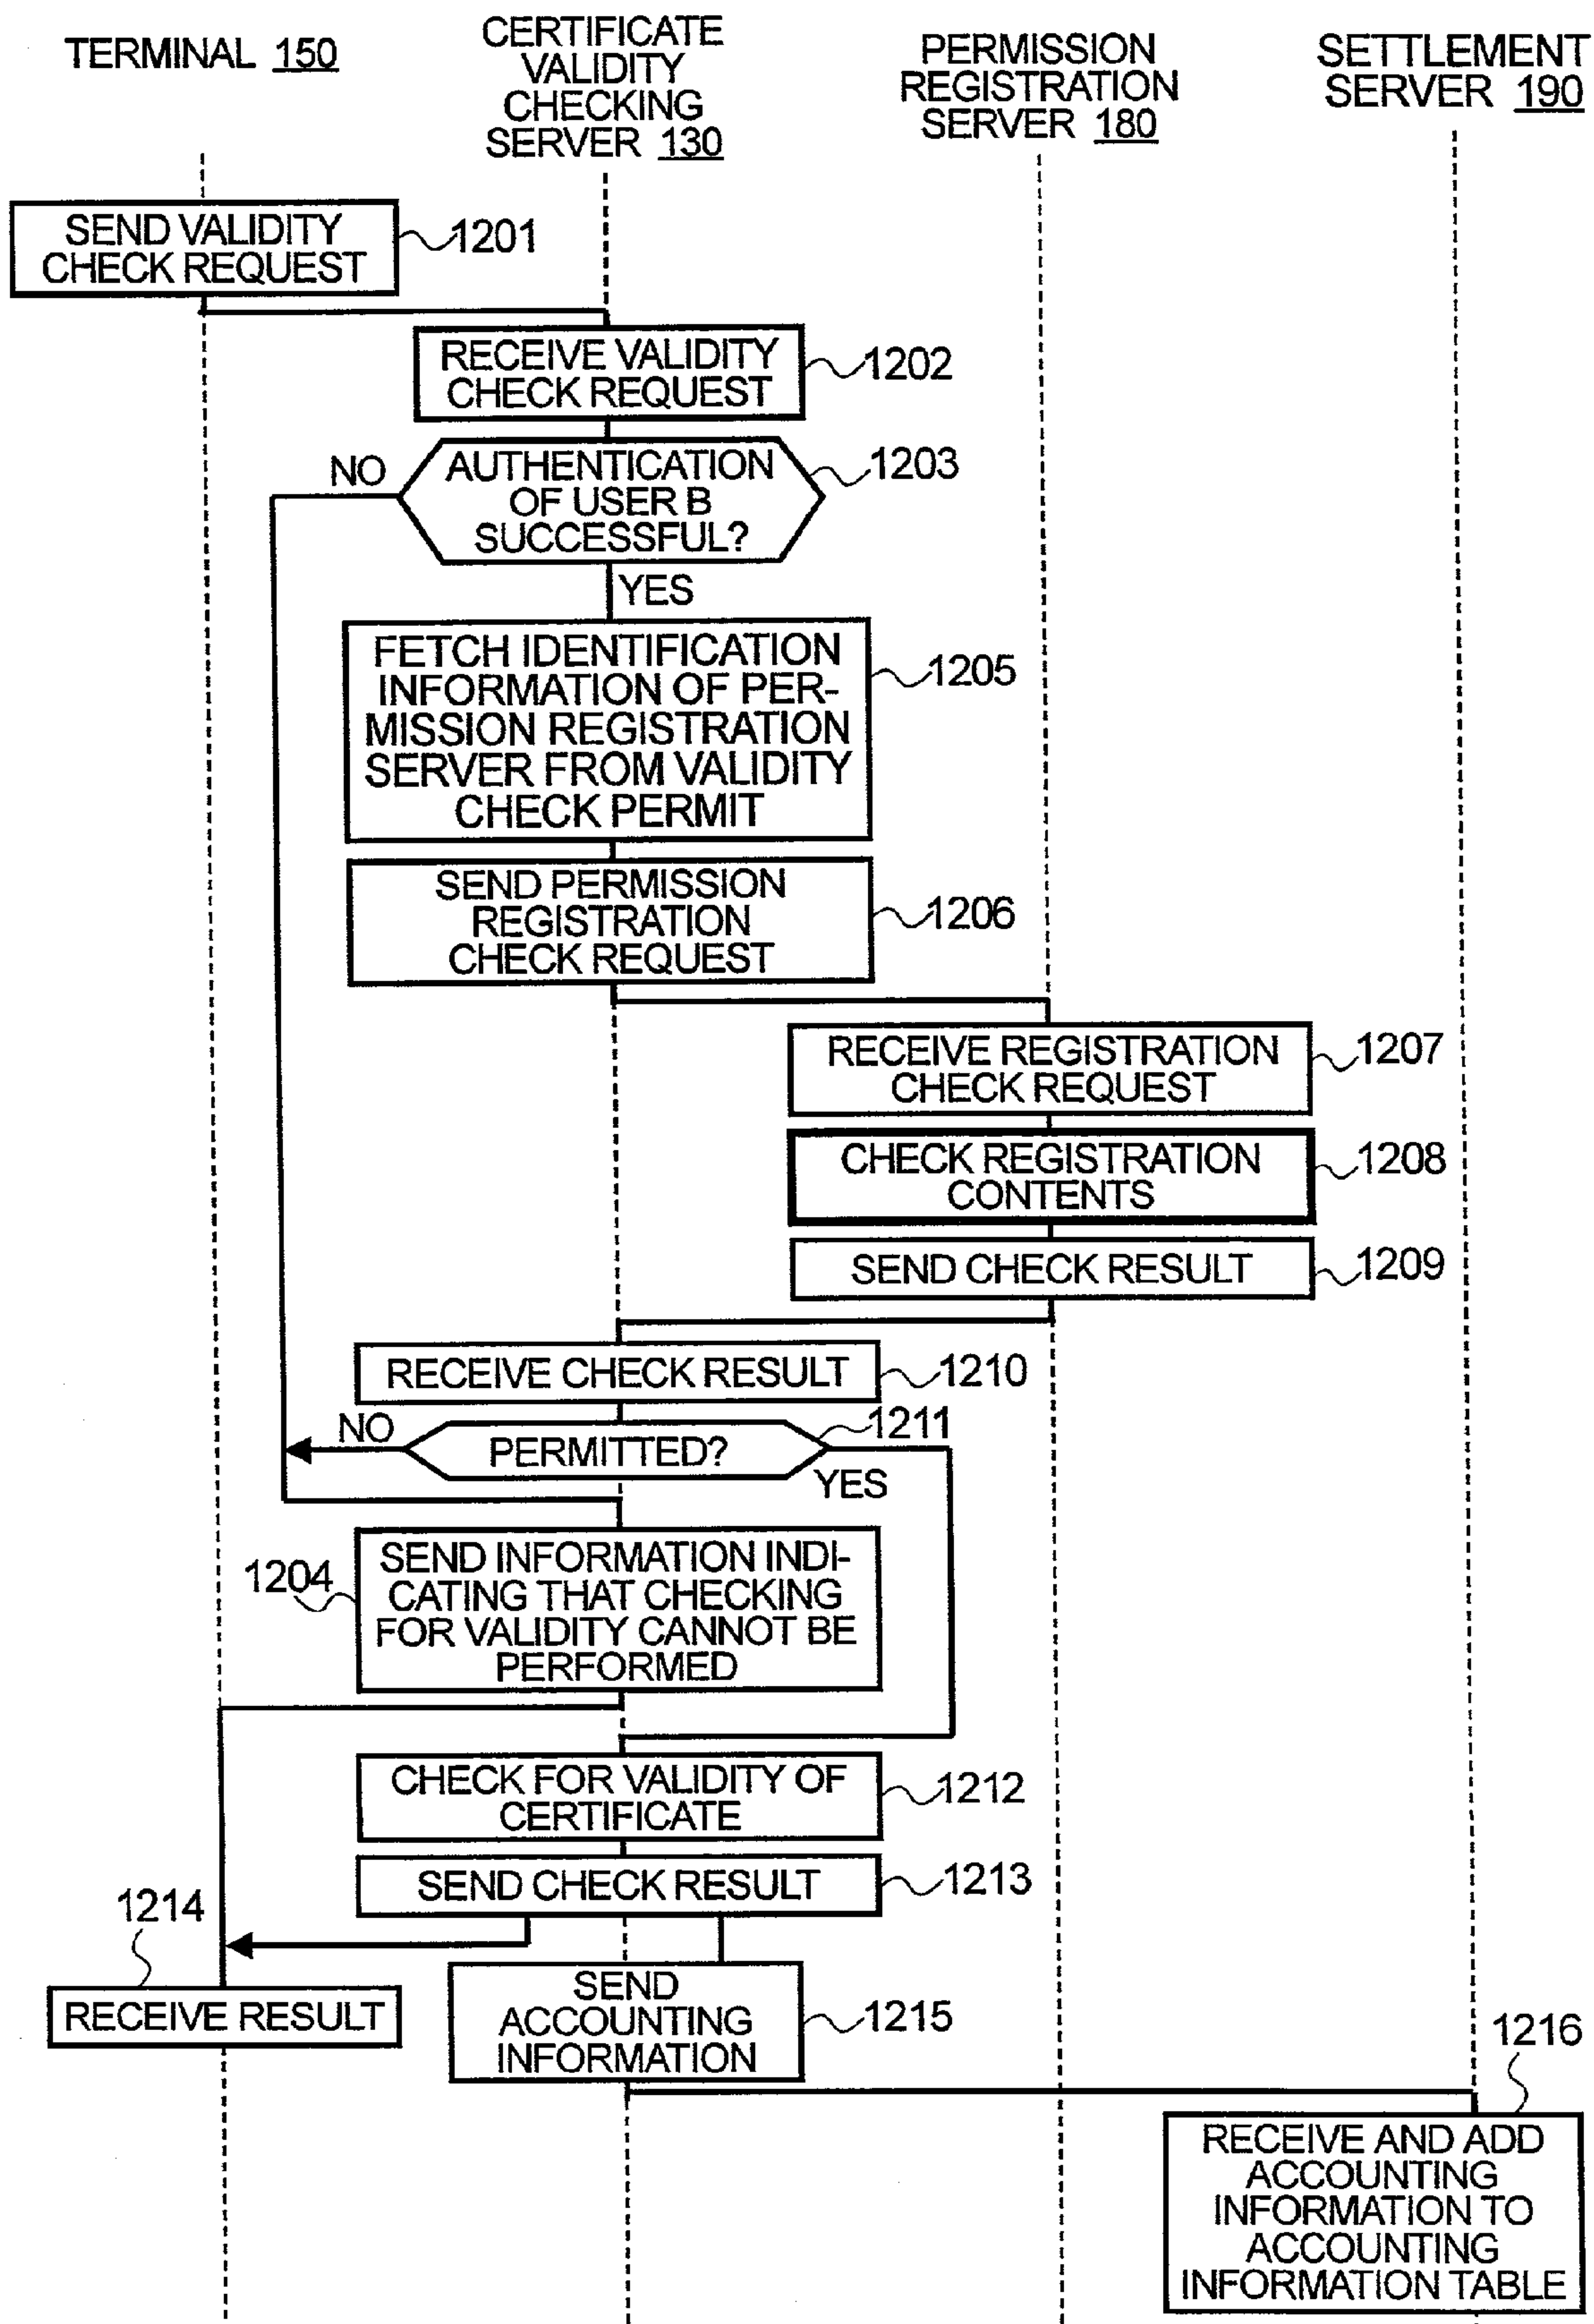 TERMINAL 150
CERTIFICATE
VALIDITY
CHECKING
SERVER 130
PERMISSION
REGISTRATION
SERVER 180
SETTLEMENT
SERVER 190
SEND VALIDITY
CHECK REQUEST
1201
RECEIVE VALIDITY
CHECK REQUEST
1202
NO
AUTHENTICATION
OF USER B
SUCCESSFUL?
1203
YES
FETCH IDENTIFICATION
INFORMATION OF PER-
MISSION REGISTRATION
SERVER FROM VALIDITY
CHECK PERMIT
1205
SEND PERMISSION
REGISTRATION
CHECK REQUEST
1206
RECEIVE REGISTRATION
CHECK REQUEST
1207
CHECK REGISTRATION
CONTENTS
1208
SEND CHECK RESULT
1209
RECEIVE CHECK RESULT
1210
NO
PERMITTED?
1211
YES
1204
SEND INFORMATION INDI-
CATING THAT CHECKING
FOR VALIDITY CANNOT BE
PERFORMED
CHECK FOR VALIDITY OF
CERTIFICATE
1212
SEND CHECK RESULT
1213
1214
RECEIVE RESULT
SEND
ACCOUNTING
INFORMATION
1215
1216
RECEIVE AND ADD
ACCOUNTING
INFORMATION TO
ACCOUNTING
INFORMATION TABLE